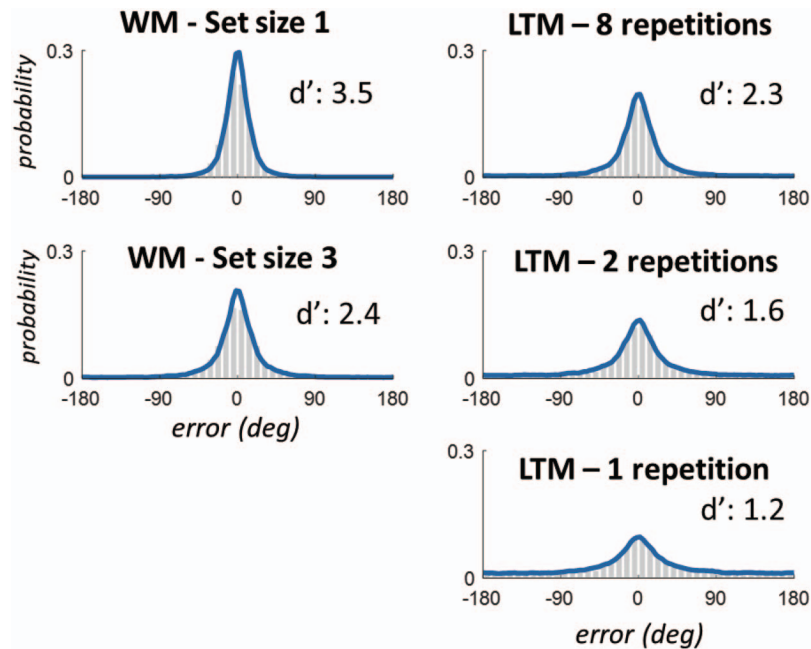 WM - Set size 1
0.3
probability
d’: 3.5
0
-180 -90 0 90 180
WM - Set size 3
0.3
probability
d’: 2.4
0
-180 -90 0 90 180
error (deg)
LTM – 8 repetitions
0.3
d’: 2.3
0
-180 -90 0 90 180
LTM – 2 repetitions
0.3
d’: 1.6
0
-180 -90 0 90 180
LTM – 1 repetition
0.3
d’: 1.2
0
-180 -90 0 90 180
error (deg)